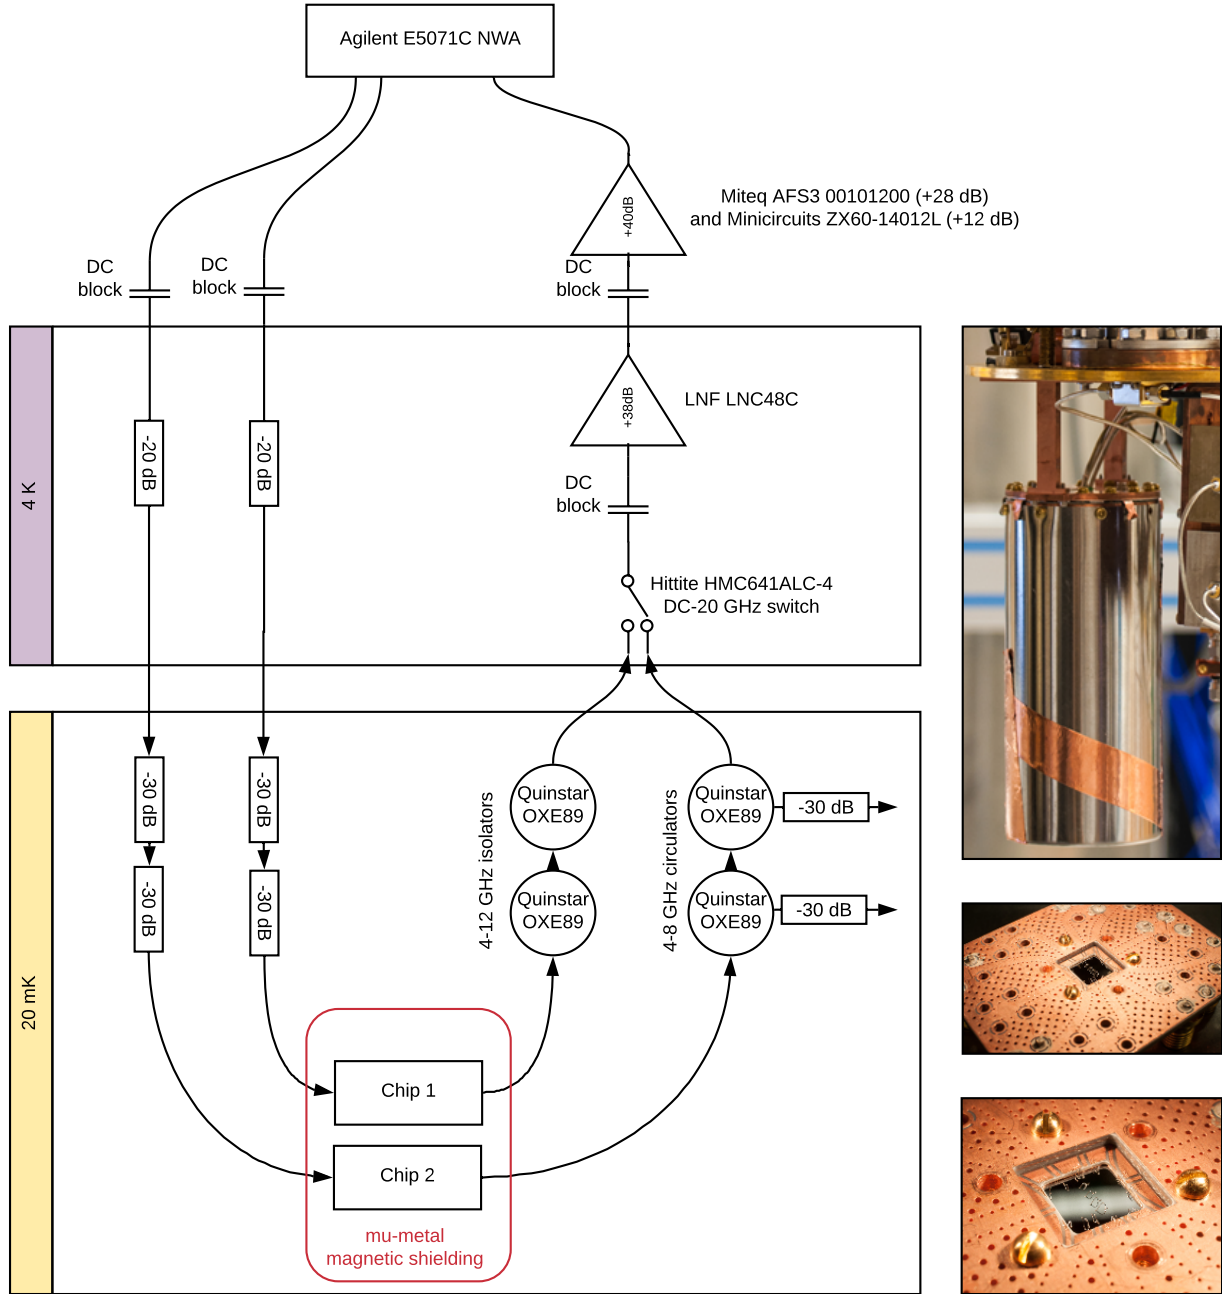 Agilent E5071C NWA
+40dB
Miteq AFS3 00101200 (+28 dB)
and Minicircuits ZX60-14012L (+12 dB)
DC
block
DC
block
DC
block
4 K
-20 dB
-20 dB
+38dB
LNF LNC48C
DC
block
Hittite HMC641ALC-4
DC-20 GHz switch
20 mK
-30 dB
-30 dB
-30 dB
-30 dB
4-12 GHz isolators
Quinstar
OXE89
Quinstar
OXE89
4-8 GHz circulators
Quinstar
OXE89
Quinstar
OXE89
-30 dB
-30 dB
Chip 1
Chip 2
mu-metal
magnetic shielding